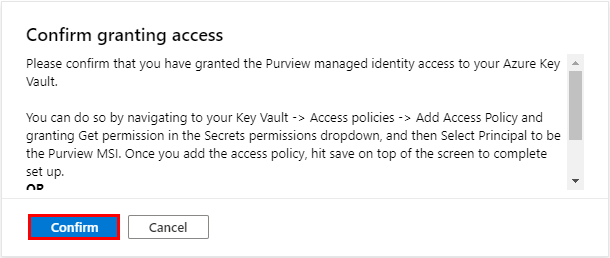 Confirm granting access
Please confirm that you have granted the Purview managed identity access to your Azure Key
Vault.
You can do so by navigating to your Key Vault -> Access policies -> Add Access Policy and
granting Get permission in the Secrets permissions dropdown, and then Select Principal to be
the Purview MSI. Once you add the access policy, hit save on top of the screen to complete
set up.
OR
Confirm
Cancel